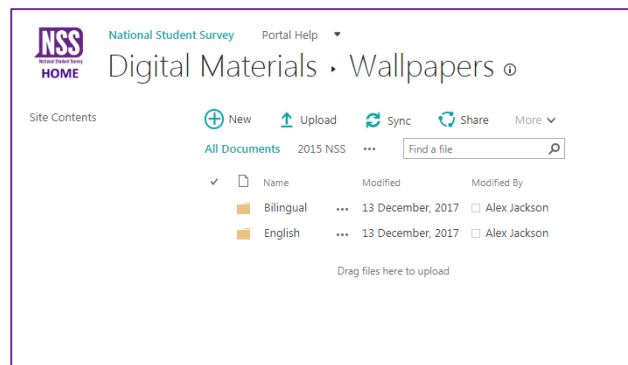 NSS
National Student Survey
HOME
National Student Survey Portal Help
Digital Materials ▸ Wallpapers
Site Contents
New Upload Sync Share More
All Documents 2015 NSS ••• Find a file
Name Modified Modified By
Bilingual ••• 13 December, 2017 Alex Jackson
English ••• 13 December, 2017 Alex Jackson
Drag files here to upload